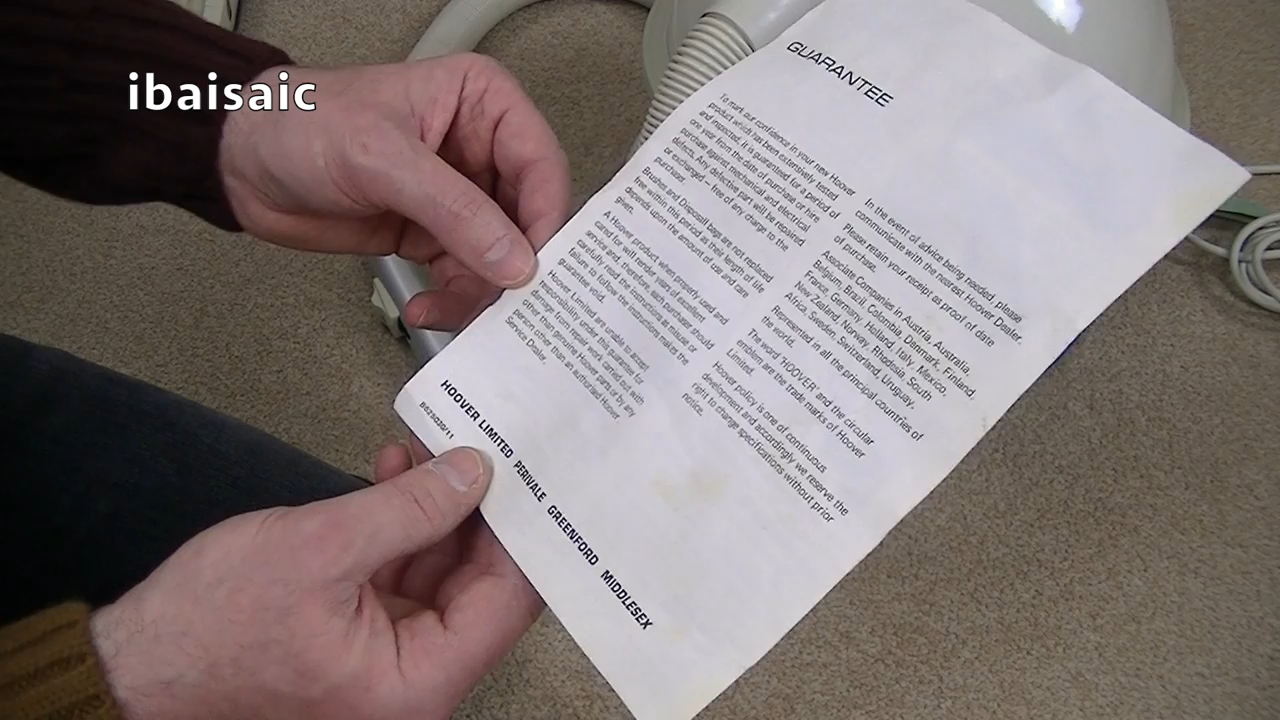 ibaisaic
GUARANTEE
To mark our confidence in your new Hoover
product which has been extensively tested
and inspected, it is guaranteed for a period of
one year from the date of purchase or hire
purchase against mechanical and electrical
defects. Any defective part will be repaired
or exchanged — free of any charge to the
purchaser.
Brushes and Disposall bags are not replaced
free within this period as their length of life
depends upon the amount of use and care
given.
A Hoover product when properly used and
cared for will render years of excellent
service and, therefore, each purchaser should
carefully read the instructions as misuse or
failure to follow the instructions makes the
guarantee void.
Hoover Limited are unable to accept
responsibility under this guarantee for
damage from repair work carried out with
other than genuine Hoover parts or by any
person other than an authorised Hoover
Service Dealer.
In the event of advice being needed, please
communicate with the nearest Hoover Dealer.
Please retain your receipt as proof of date
of purchase.
Associate Companies in Austria, Australia,
Belgium, Brazil, Colombia, Denmark, Finland,
France, Germany, Holland, Italy, Mexico,
New Zealand, Norway, Rhodesia, South
Africa, Sweden, Switzerland, Uruguay.
Represented in all the principal countries of
the world.
The word 'HOOVER' and the circular
emblem are the trade marks of Hoover
Limited.
Hoover policy is one of continuous
development and accordingly we reserve the
right to change specifications without prior
notice.
HOOVER LIMITED PERIVALE GREENFORD MIDDLESEX